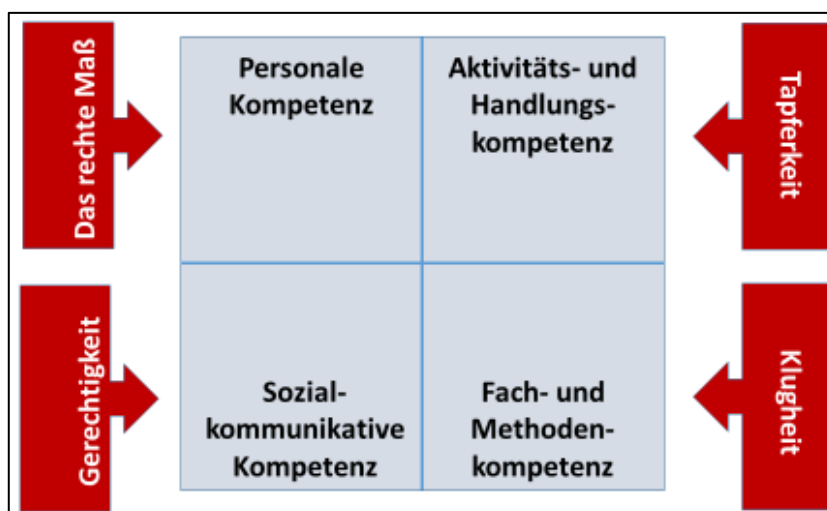 Das rechte Maß
Personale
Kompetenz
Aktivitäts- und
Handlungs-
kompetenz
Tapferkeit
Gerechtigkeit
Sozial-
kommunikative
Kompetenz
Fach- und
Methoden-
kompetenz
Klugheit